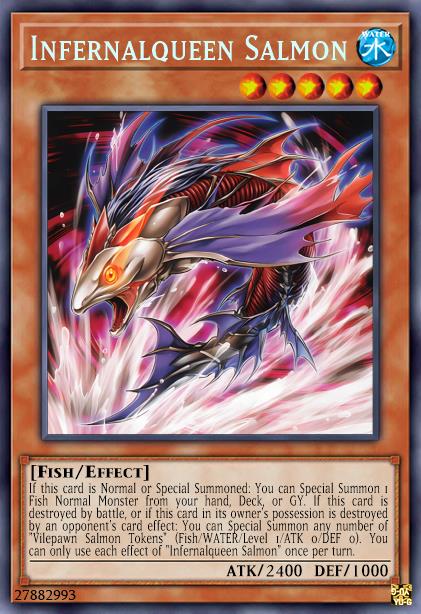 Infernalqueen Salmon
WATER
水
[Fish/Effect]
If this card is Normal or Special Summoned: You can Special Summon 1
Fish Normal Monster from your hand, Deck, or GY. If this card is
destroyed by battle, or if this card in its owner's possession is destroyed
by an opponent's card effect: You can Special Summon any number of
"Vilepawn Salmon Tokens" (Fish/WATER/Level 1/ATK 0/DEF 0). You
can only use each effect of "Infernalqueen Salmon" once per turn.
ATK/2400 DEF/1000
27882993